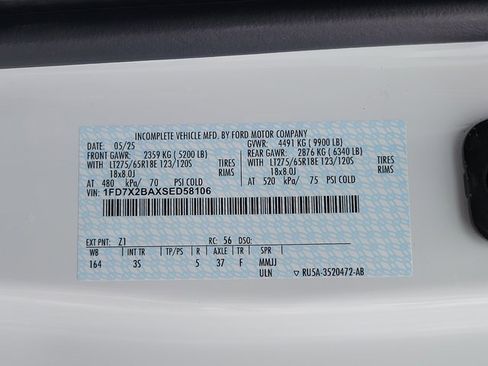 INCOMPLETE VEHICLE MFD. BY FORD MOTOR COMPANY
DATE: 05/25 GVWR: 4491 KG ( 9900 LB)
FRONT GAWR: 2359 KG ( 5200 LB) REAR GAWR: 2876 KG ( 6340 LB)
WITH LT275/65R18E 123/120S TIRES WITH LT275/65R18E 123/120S TIRES
18x8.0J RIMS 18x8.0J RIMS
AT 480 kPa/ 70 PSI COLD AT 520 kPa/ 75 PSI COLD
VIN: 1FD7X2BAXSED58106
EXT PNT: Z1 RC: 56 DSO:
WB INT TR TP/PS R AXLE TR SPR
164 3S 5 37 F MMJJ
ULN ▽ RU5A-3520472-AB